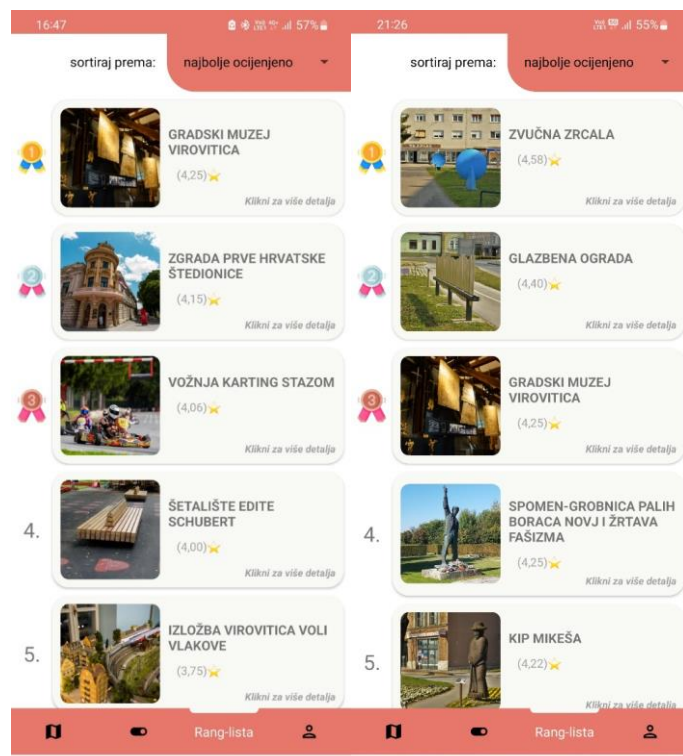 16:47
57%
sortiraj prema:
najbolje ocijenjeno
1
GRADSKI MUZEJ
VIROVITICA
(4,25)
Klikni za više detalja
2
ZGRADA PRVE HRVATSKE
ŠTEDIONICE
(4,15)
Klikni za više detalja
3
VOŽNJA KARTING STAZOM
(4,06)
Klikni za više detalja
4.
ŠETALIŠTE EDITE
SCHUBERT
(4,00)
Klikni za više detalja
5.
IZLOŽBA VIROVITICA VOLI
VLAKOVE
(3,75)
Klikni za više detalja
Rang-lista
21:26
55%
sortiraj prema:
najbolje ocijenjeno
1
ZVUČNA ZRCALA
(4,58)
Klikni za više detalja
2
GLAZBENA OGRADA
(4,40)
Klikni za više detalja
3
GRADSKI MUZEJ
VIROVITICA
(4,25)
Klikni za više detalja
4.
SPOMEN-GROBNICA PALIH
BORACA NOVJ I ŽRTAVA
FAŠIZMA
(4,25)
Klikni za više detalja
5.
KIP MIKEŠA
(4,22)
Klikni za više detalja
Rang-lista